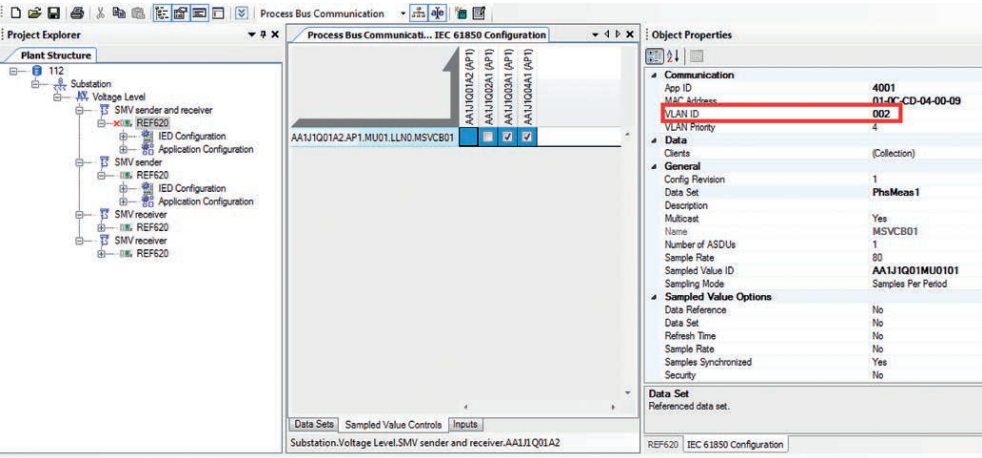 Process Bus Communication
Project Explorer
Plant Structure
112
Substation
Voltage Level
SMV sender and receiver
REF620
IED Configuration
Application Configuration
SMV sender
REF620
IED Configuration
Application Configuration
SMV receiver
REF620
SMV receiver
REF620
Process Bus Communicati... IEC 61850 Configuration
AA1J1Q01A2 (AP1)
AA1J1Q02A1 (AP1)
AA1J1Q03A1 (AP1)
AA1J1Q04A1 (AP1)
AA1J1Q01A2.AP1.MU01.LLN0.MSVCB01
Data Sets Sampled Value Controls Inputs
Substation.Voltage Level.SMV sender and receiver.AA1J1Q01A2
Object Properties
Communication
App ID 4001
MAC Address 01-0C-CD-04-00-09
VLAN ID 002
VLAN Priority 4
Data
Clients (Collection)
General
Config Revision 1
Data Set PhsMeas1
Description
Multicast Yes
Name MSVCB01
Number of ASDUs 1
Sample Rate 80
Sampled Value ID AA1J1Q01MU0101
Sampling Mode Samples Per Period
Sampled Value Options
Data Reference No
Data Set No
Refresh Time No
Sample Rate No
Samples Synchronized Yes
Security No
Data Set
Referenced data set.
REF620 IEC 61850 Configuration